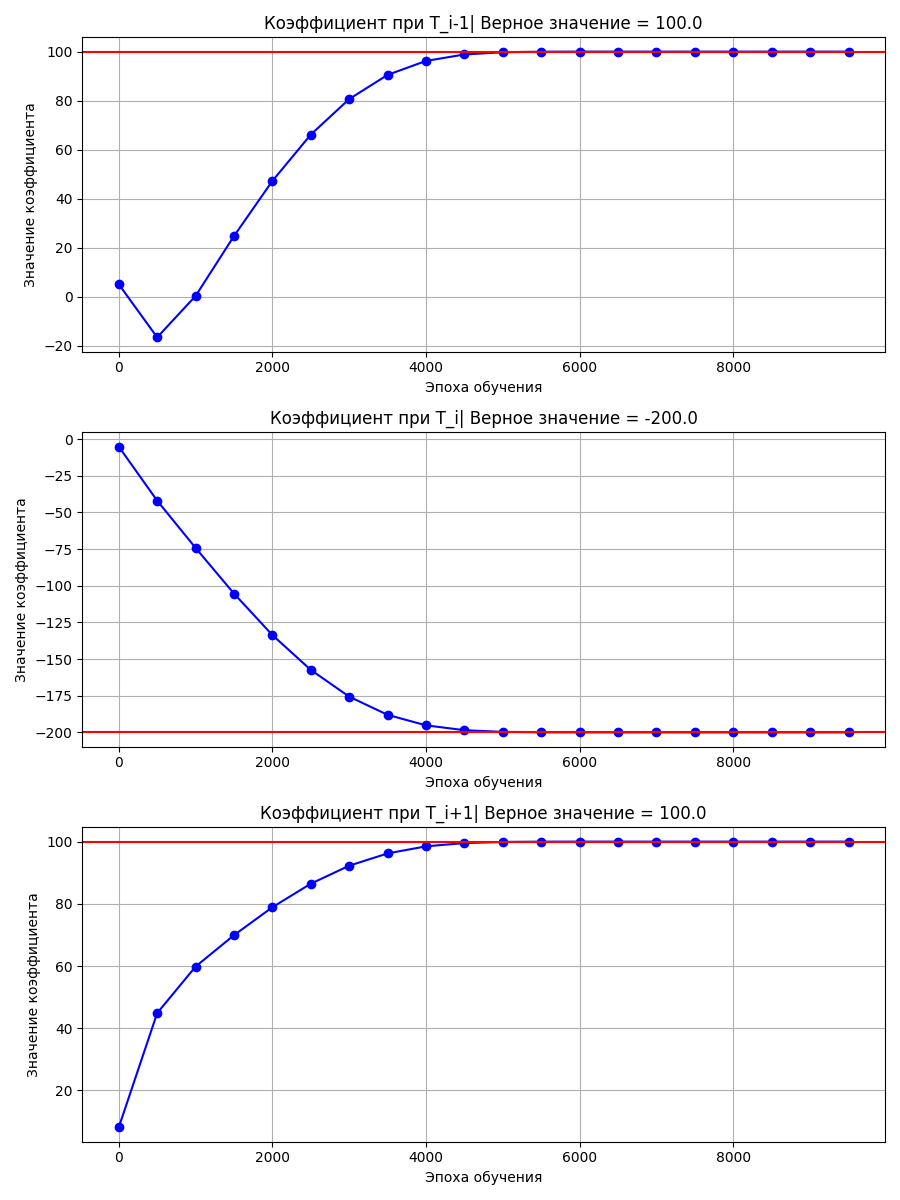 Коэффициент при T_i-1| Верное значение = 100.0
100
80
60
40
20
0
−20
Значение коэффициента
0 2000 4000 6000 8000
Эпоха обучения
Коэффициент при T_i| Верное значение = -200.0
0
−25
−50
−75
−100
−125
−150
−175
−200
Значение коэффициента
0 2000 4000 6000 8000
Эпоха обучения
Коэффициент при T_i+1| Верное значение = 100.0
100
80
60
40
20
Значение коэффициента
0 2000 4000 6000 8000
Эпоха обучения